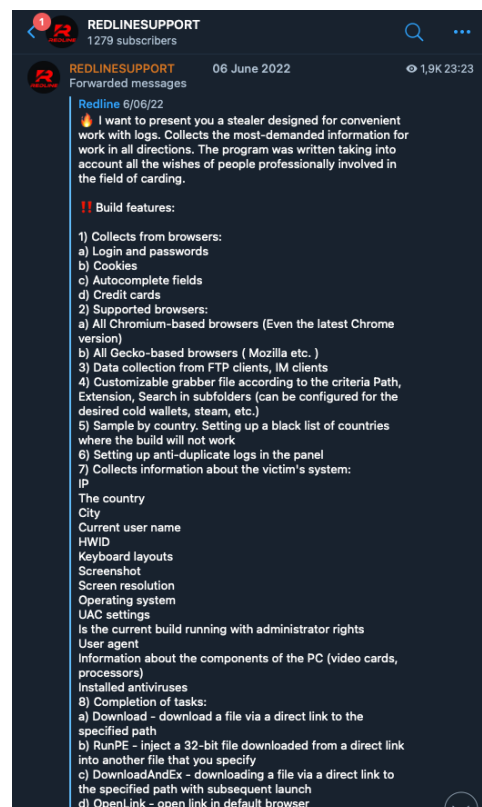 1
REDLINE
REDLINESUPPORT
1279 subscribers
REDLINE
REDLINESUPPORT 06 June 2022 1,9K 23:23
Forwarded messages
Redline 6/06/22
🔥 I want to present you a stealer designed for convenient
work with logs. Collects the most-demanded information for
work in all directions. The program was written taking into
account all the wishes of people professionally involved in
the field of carding.
‼️ Build features:
1) Collects from browsers:
a) Login and passwords
b) Cookies
c) Autocomplete fields
d) Credit cards
2) Supported browsers:
a) All Chromium-based browsers (Even the latest Chrome
version)
b) All Gecko-based browsers ( Mozilla etc. )
3) Data collection from FTP clients, IM clients
4) Customizable grabber file according to the criteria Path,
Extension, Search in subfolders (can be configured for the
desired cold wallets, steam, etc.)
5) Sample by country. Setting up a black list of countries
where the build will not work
6) Setting up anti-duplicate logs in the panel
7) Collects information about the victim's system:
IP
The country
City
Current user name
HWID
Keyboard layouts
Screenshot
Screen resolution
Operating system
UAC settings
Is the current build running with administrator rights
User agent
Information about the components of the PC (video cards,
processors)
Installed antiviruses
8) Completion of tasks:
a) Download - download a file via a direct link to the
specified path
b) RunPE - inject a 32-bit file downloaded from a direct link
into another file that you specify
c) DownloadAndEx - downloading a file via a direct link to
the specified path with subsequent launch
d) OpenLink - open link in default browser